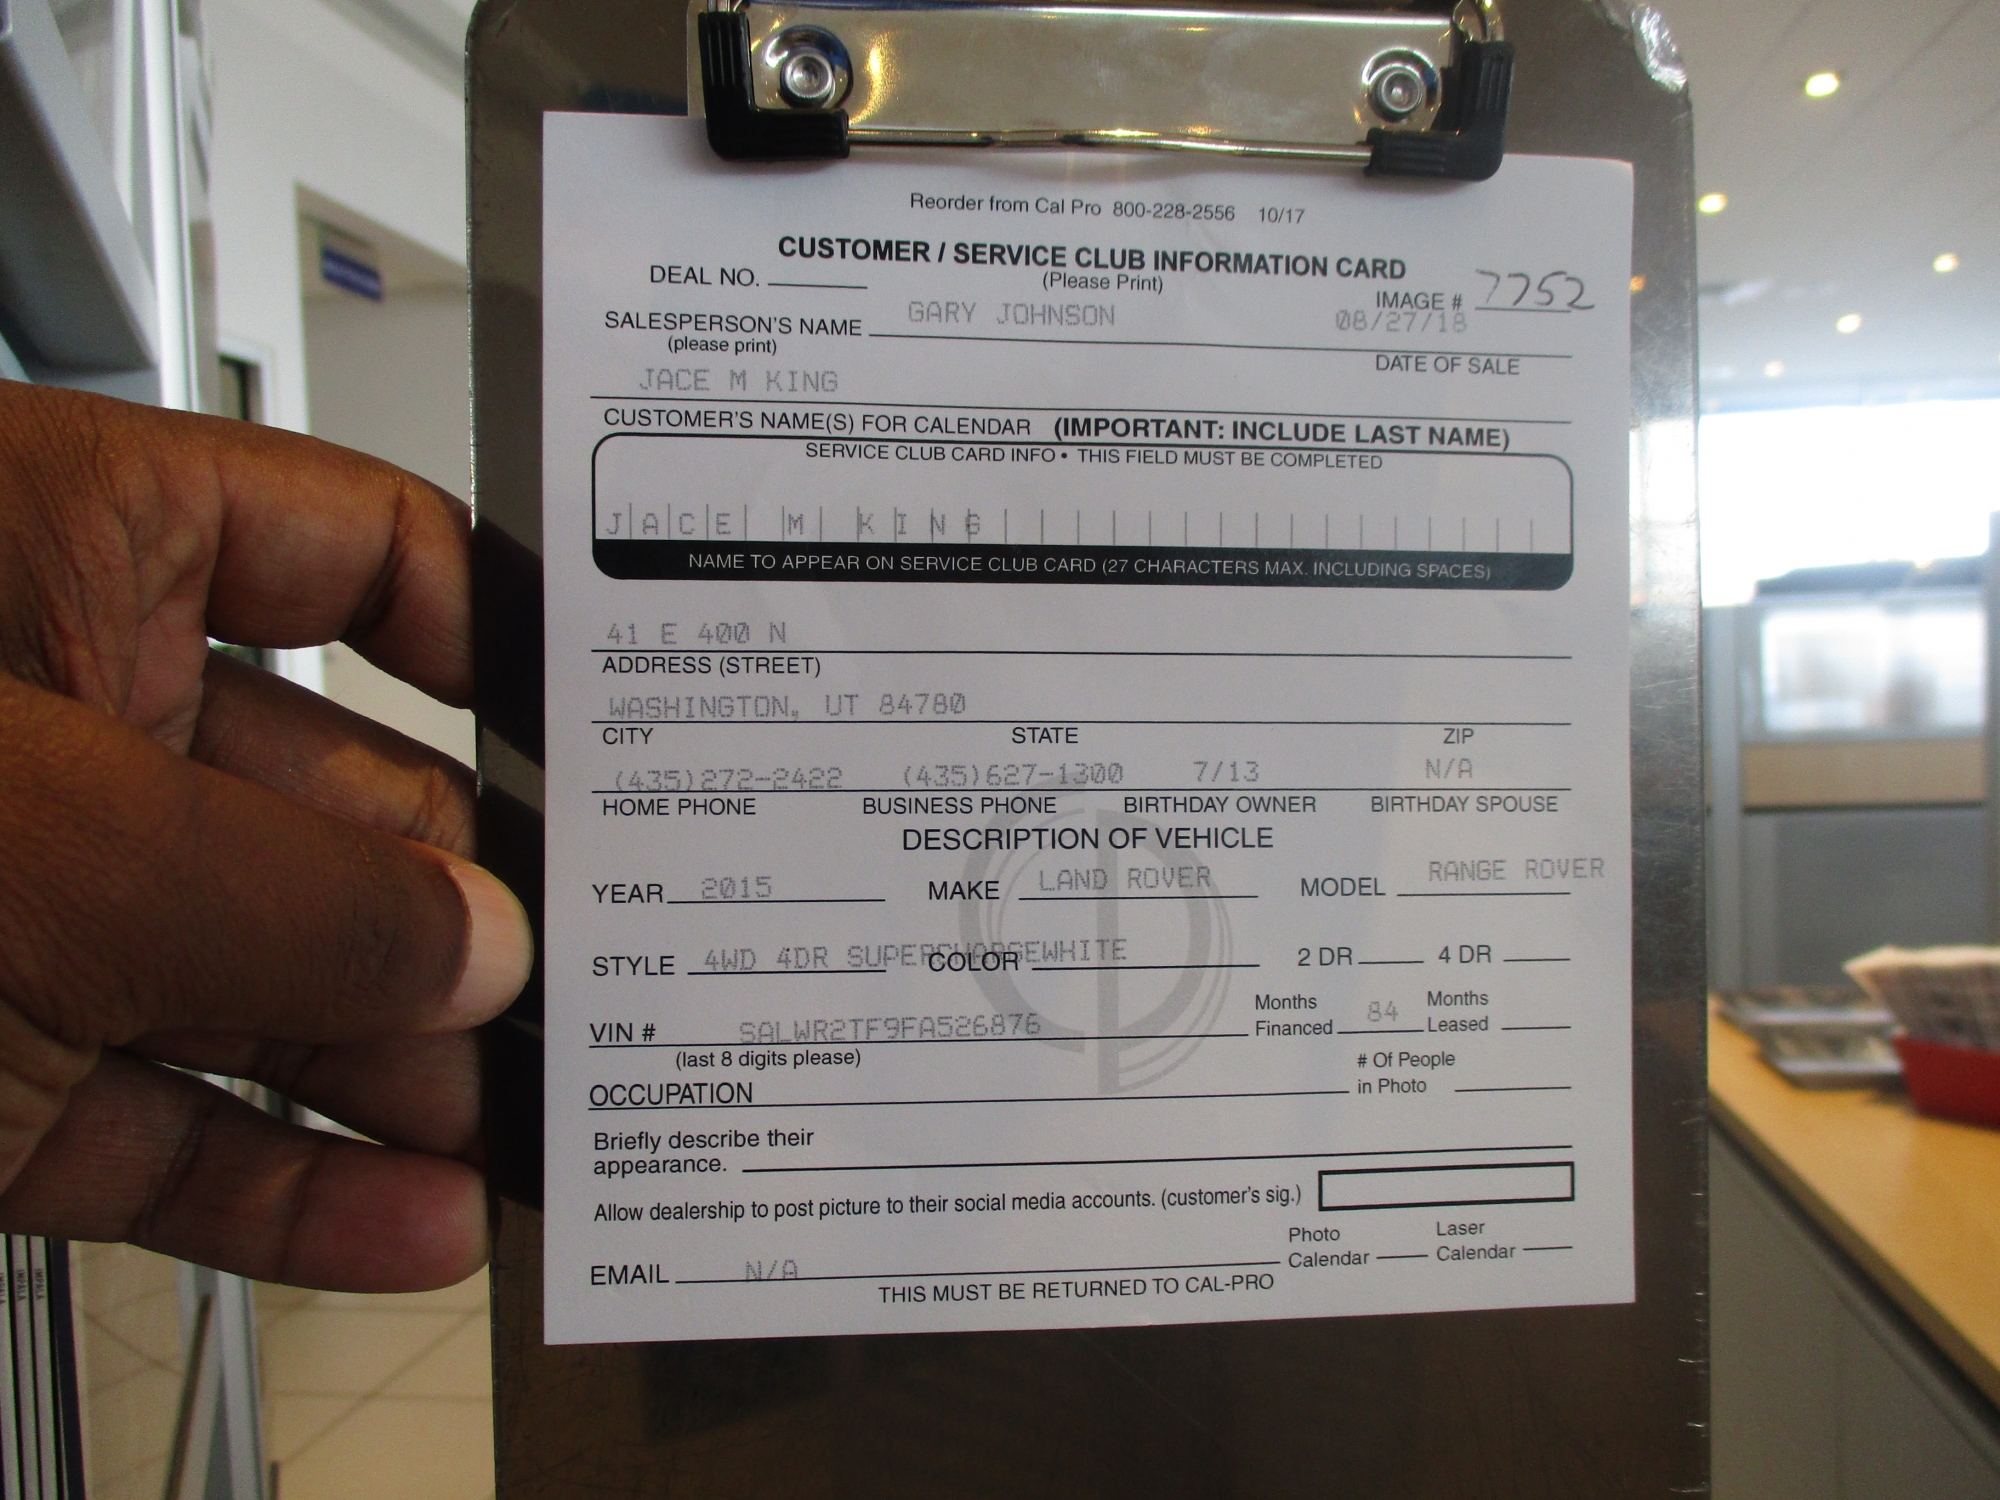 Reorder from Cal Pro 800-228-2556 10/17
CUSTOMER / SERVICE CLUB INFORMATION CARD
DEAL NO. (Please Print) IMAGE # 7752
SALESPERSON'S NAME GARY JOHNSON 08/27/18
(please print) DATE OF SALE
JACE M KING
CUSTOMER'S NAME(S) FOR CALENDAR (IMPORTANT: INCLUDE LAST NAME)
SERVICE CLUB CARD INFO • THIS FIELD MUST BE COMPLETED
JACE M KING
NAME TO APPEAR ON SERVICE CLUB CARD (27 CHARACTERS MAX. INCLUDING SPACES)
41 E 400 N
ADDRESS (STREET)
WASHINGTON, UT 84780
CITY STATE ZIP
(435)272-2422 (435)627-1300 7/13 N/A
HOME PHONE BUSINESS PHONE BIRTHDAY OWNER BIRTHDAY SPOUSE
DESCRIPTION OF VEHICLE
YEAR 2015 MAKE LAND ROVER MODEL RANGE ROVER
STYLE 4WD 4DR SUPERCHARGE COLOR WHITE 2 DR 4 DR
VIN # SALWR2TF9FA526876 Months Financed 84 Months Leased
(last 8 digits please)
OCCUPATION # Of People in Photo
Briefly describe their
appearance.
Allow dealership to post picture to their social media accounts. (customer's sig.)
EMAIL N/A Photo Calendar Laser Calendar
THIS MUST BE RETURNED TO CAL-PRO
IMPALA
IMPALA